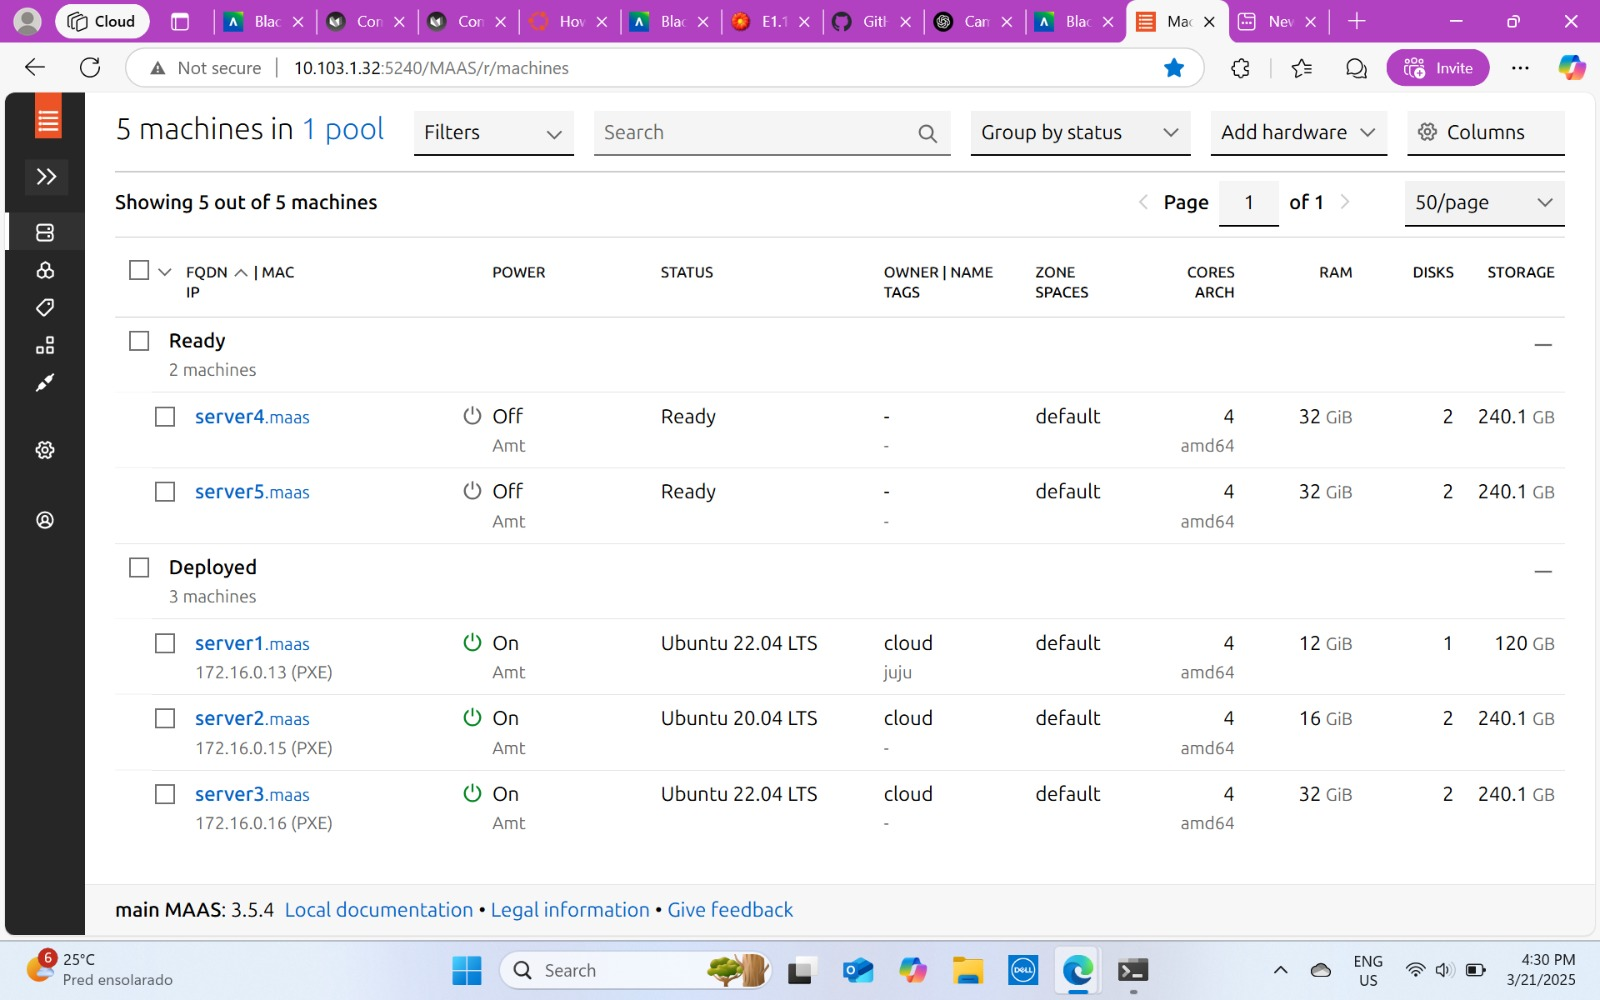 Cloud
Blac
Con
Con
How
Blac
E1.1
Gith
Can
Blac
Mac
New
Not secure
10.103.1.32:5240/MAAS/r/machines
Invite
5 machines in 1 pool
Filters
Search
Group by status
Add hardware
Columns
Showing 5 out of 5 machines
Page 1 of 1
50/page
FQDN | MAC POWER STATUS OWNER | NAME ZONE CORES RAM DISKS STORAGE
IP TAGS SPACES ARCH
Ready
2 machines
server4.maas Off Ready - default 4 32 GiB 2 240.1 GB
Amt - amd64
server5.maas Off Ready - default 4 32 GiB 2 240.1 GB
Amt - amd64
Deployed
3 machines
server1.maas On Ubuntu 22.04 LTS cloud default 4 12 GiB 1 120 GB
172.16.0.13 (PXE) Amt juju amd64
server2.maas On Ubuntu 20.04 LTS cloud default 4 16 GiB 2 240.1 GB
172.16.0.15 (PXE) Amt - amd64
server3.maas On Ubuntu 22.04 LTS cloud default 4 32 GiB 2 240.1 GB
172.16.0.16 (PXE) Amt - amd64
main MAAS: 3.5.4 Local documentation • Legal information • Give feedback
6
25°C
Pred ensolarado
Search
DELL
ENG
US
4:30 PM
3/21/2025